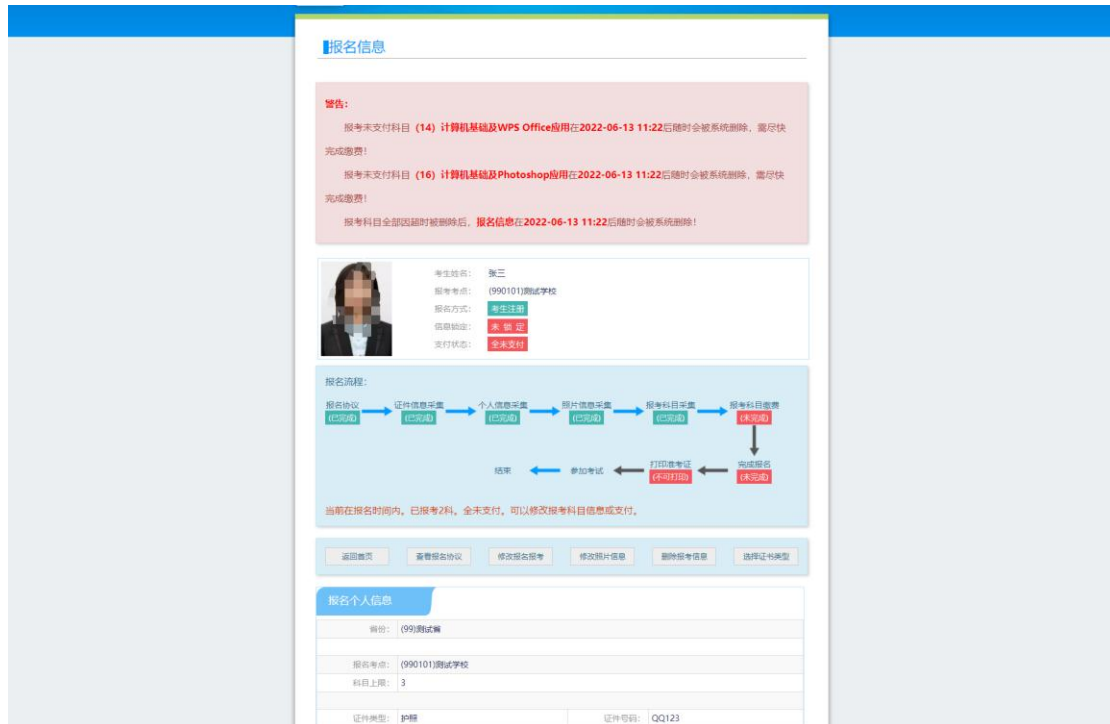 报名信息
警告：
报考未支付科目 (14) 计算机基础及WPS Office应用在2022-06-13 11:22后随时会被系统删除，需尽快
完成缴费！
报考未支付科目 (16) 计算机基础及Photoshop应用在2022-06-13 11:22后随时会被系统删除，需尽快
完成缴费！
报考科目全部因超时被删除后，报名信息在2022-06-13 11:22后随时会被系统删除！
考生姓名： 张三
报考考点： (990101)测试学校
报名方式： 考生注册
信息锁定： 未 锁 定
支付状态： 全未支付
报名流程：
报名协议 证件信息采集 个人信息采集 照片信息采集 报考科目采集 报考科目缴费
(已完成) (已完成) (已完成) (已完成) (已完成) (未完成)
结束 参加考试 打印准考证 完成报名
(不可打印) (未完成)
当前在报名时间内，已报考2科，全未支付，可以修改报考科目信息或支付。
返回首页 查看报名协议 修改报名报考 修改照片信息 删除报考信息 选择证书类型
报名个人信息
省份： (99)测试省
报名考点： (990101)测试学校
科目上限： 3
证件类型： 护照 证件号码： QQ123